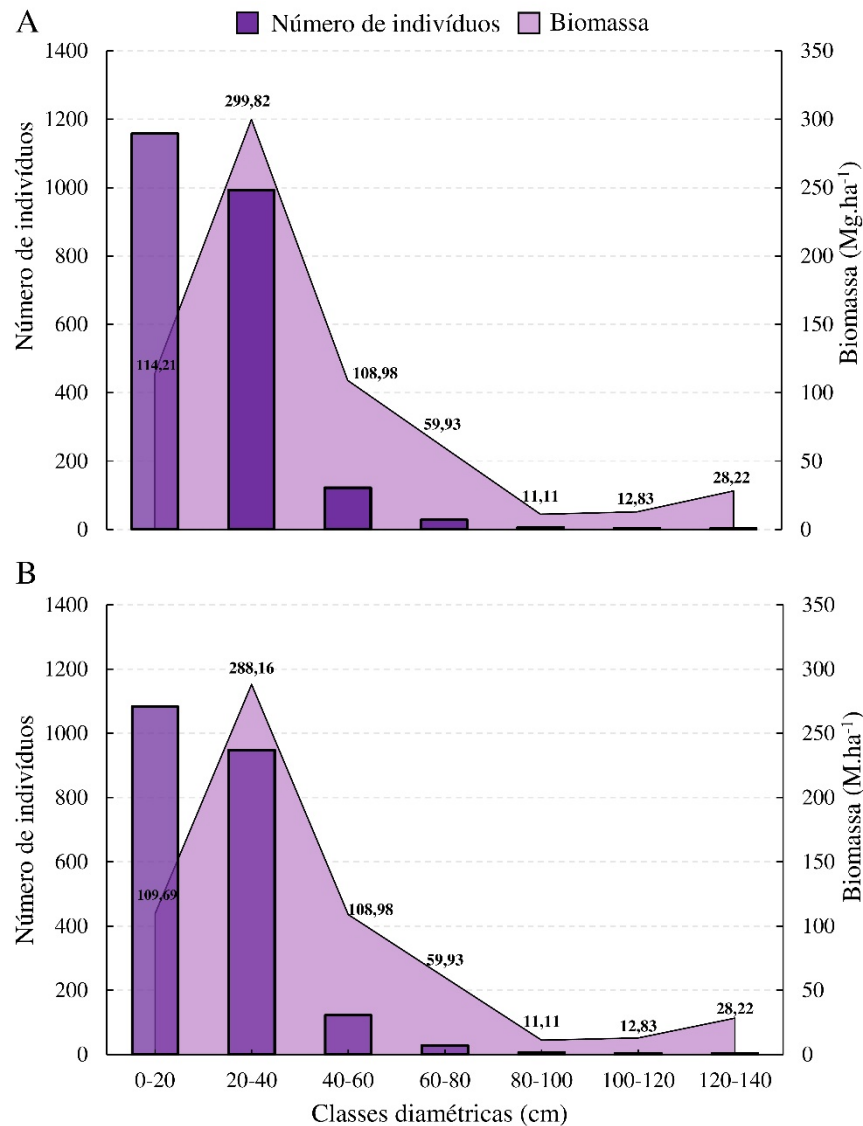 A
Número de indivíduos Biomassa
1400 350
1200 299,82 300
1000 250
800 200
600 150
114,21 108,98
400 100
59,93
200 11,11 12,83 28,22 50
0 0
Número de indivíduos
Biomassa (Mg.ha⁻¹)
B
1400 350
1200 288,16 300
1000 250
800 200
600 150
109,69 108,98
400 100
59,93
200 11,11 12,83 28,22 50
0 0
Número de indivíduos
Biomassa (M.ha⁻¹)
0-20 20-40 40-60 60-80 80-100 100-120 120-140
Classes diamétricas (cm)